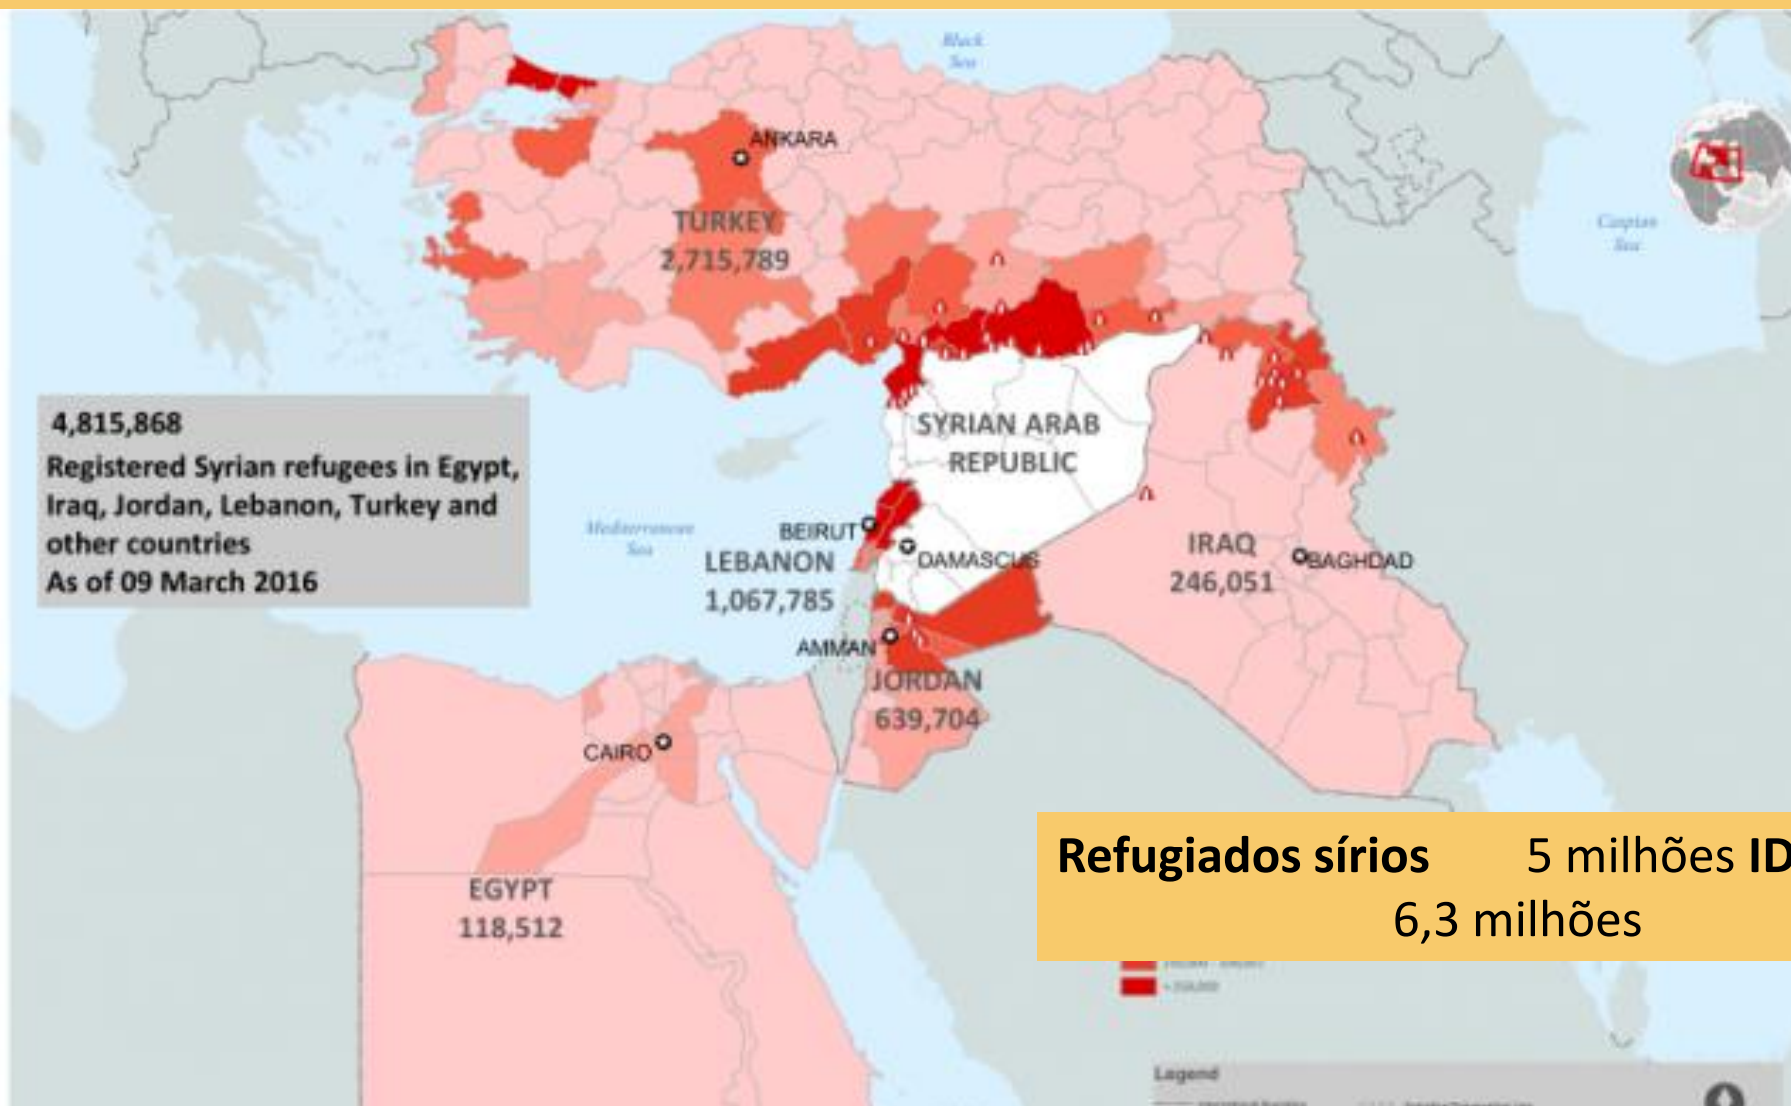 Black
Sea
ANKARA
TURKEY
2,715,789
Caspian
Sea
4,815,868
Registered Syrian refugees in Egypt,
Iraq, Jordan, Lebanon, Turkey and
other countries
As of 09 March 2016
SYRIAN ARAB
REPUBLIC
Mediterranean
Sea
BEIRUT
LEBANON
1,067,785
DAMASCUS
IRAQ
246,051
BAGHDAD
AMMAN
JORDAN
639,704
CAIRO
EGYPT
118,512
Refugiados sírios 5 milhões ID
6,3 milhões
Legend